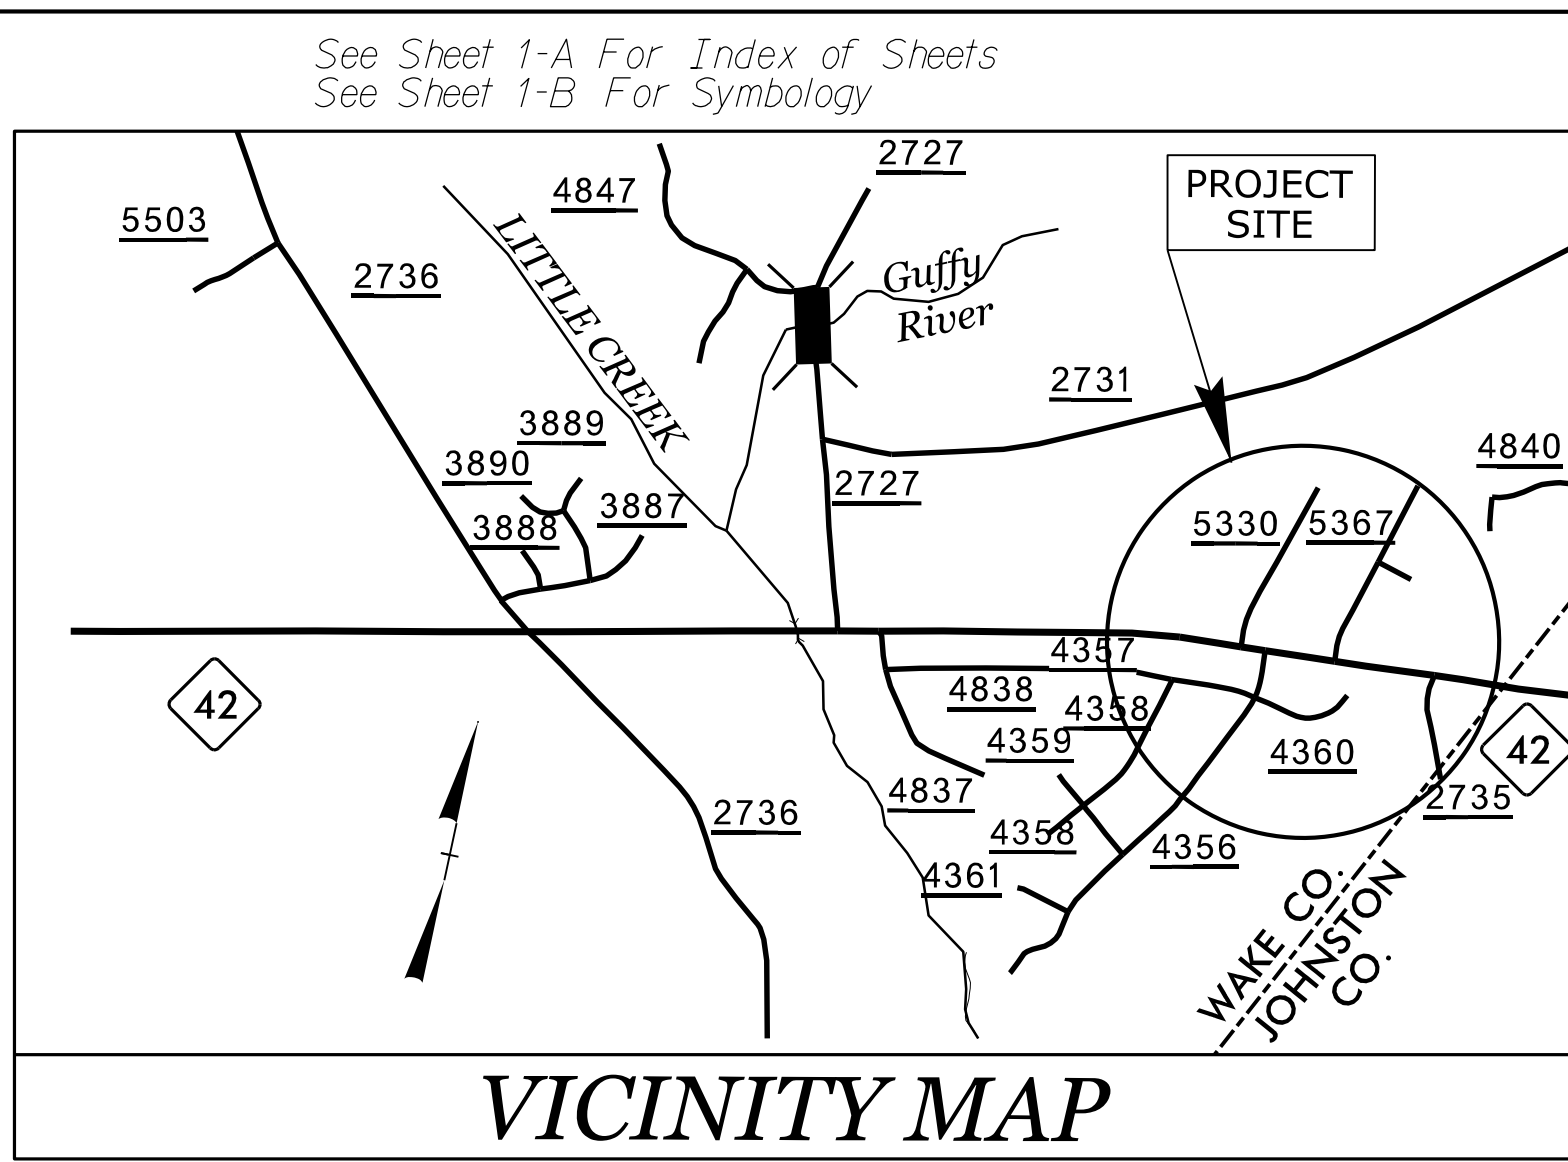 See Sheet 1-A For Index of Sheets
See Sheet 1-B For Symbology
2727
4847
5503
PROJECT
SITE
2736
LITTLE CREEK
Guffy
River
2731
3889
4840
3890
2727
3887
3888
5330
5367
4357
4838
42
4358
4359
4360
42
4837
2735
2736
4358
4356
4361
WAKE CO.
JOHNSTON
CO.
VICINITY MAP